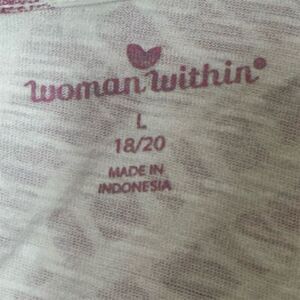 woman within®
L
18/20
MADE IN
INDONESIA